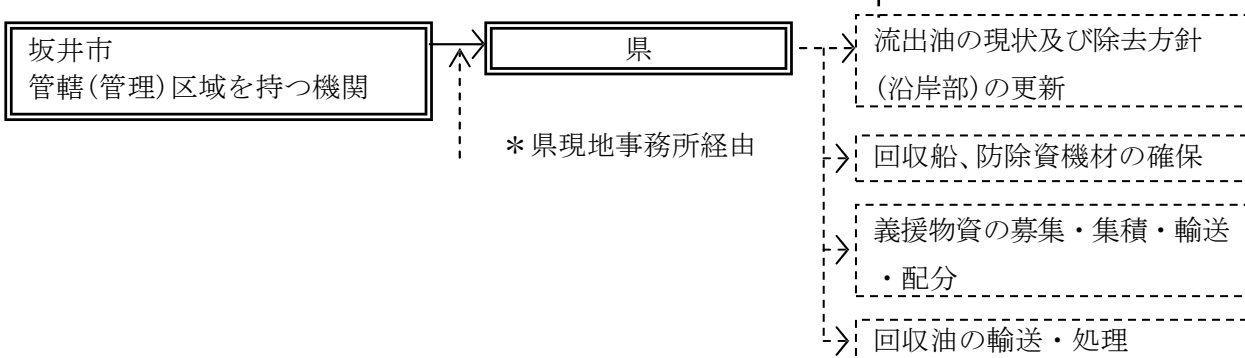 坂井市
管轄(管理)区域を持つ機関
県
＊県現地事務所経由
流出油の現状及び除去方針
(沿岸部)の更新
回収船、防除資機材の確保
義援物資の募集・集積・輸送
・配分
回収油の輸送・処理